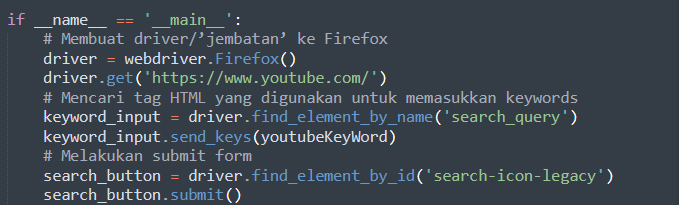 if __name__ == '__main__':
# Membuat driver/’jembatan’ ke Firefox
driver = webdriver.Firefox()
driver.get('https://www.youtube.com/')
# Mencari tag HTML yang digunakan untuk memasukkan keywords
keyword_input = driver.find_element_by_name('search_query')
keyword_input.send_keys(youtubeKeyWord)
# Melakukan submit form
search_button = driver.find_element_by_id('search-icon-legacy')
search_button.submit()